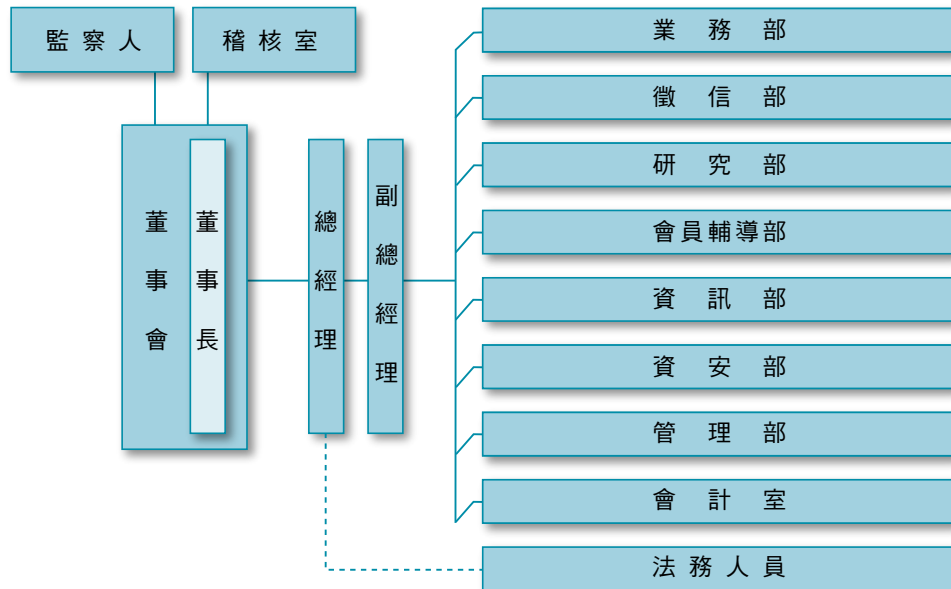 監察人
稽核室
董事會
董事長
總經理
副總經理
業務部
徵信部
研究部
會員輔導部
資訊部
資安部
管理部
會計室
法務人員